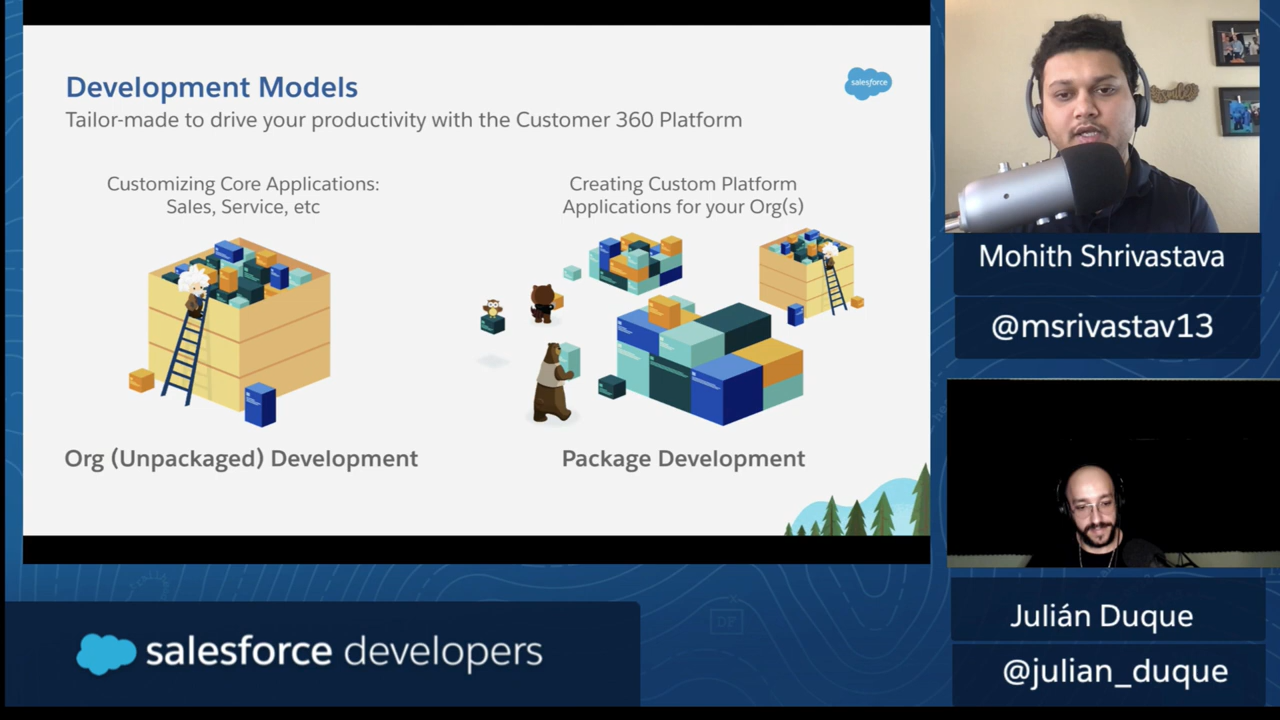 Development Models
Tailor-made to drive your productivity with the Customer 360 Platform
salesforce
Customizing Core Applications:
Sales, Service, etc
Creating Custom Platform
Applications for your Org(s)
Org (Unpackaged) Development
Package Development
Mohith Shrivastava
@msrivastav13
Julián Duque
@julian_duque
salesforce developers
DF